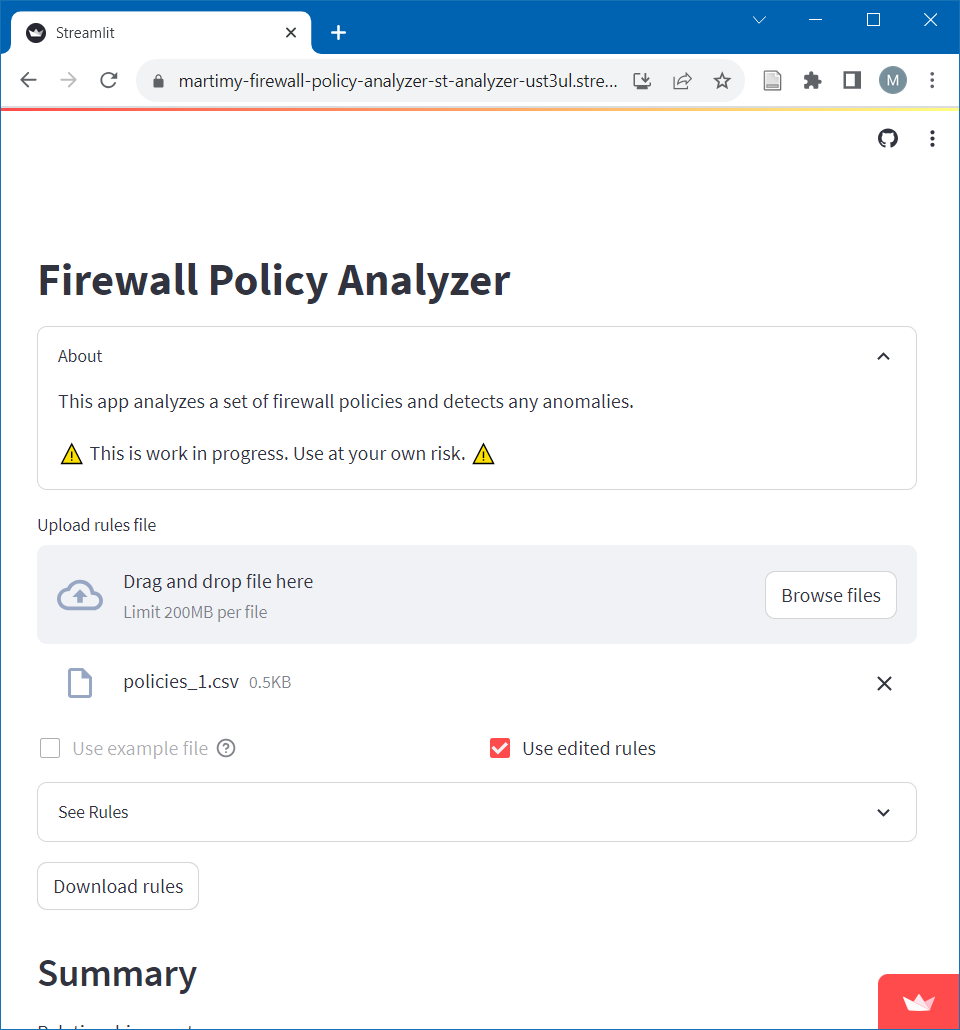 Streamlit
martimy-firewall-policy-analyzer-st-analyzer-ust3ul.stre...
M
Firewall Policy Analyzer
About
This app analyzes a set of firewall policies and detects any anomalies.
This is work in progress. Use at your own risk.
Upload rules file
Drag and drop file here
Limit 200MB per file
Browse files
policies_1.csv 0.5KB
Use example file
Use edited rules
See Rules
Download rules
Summary